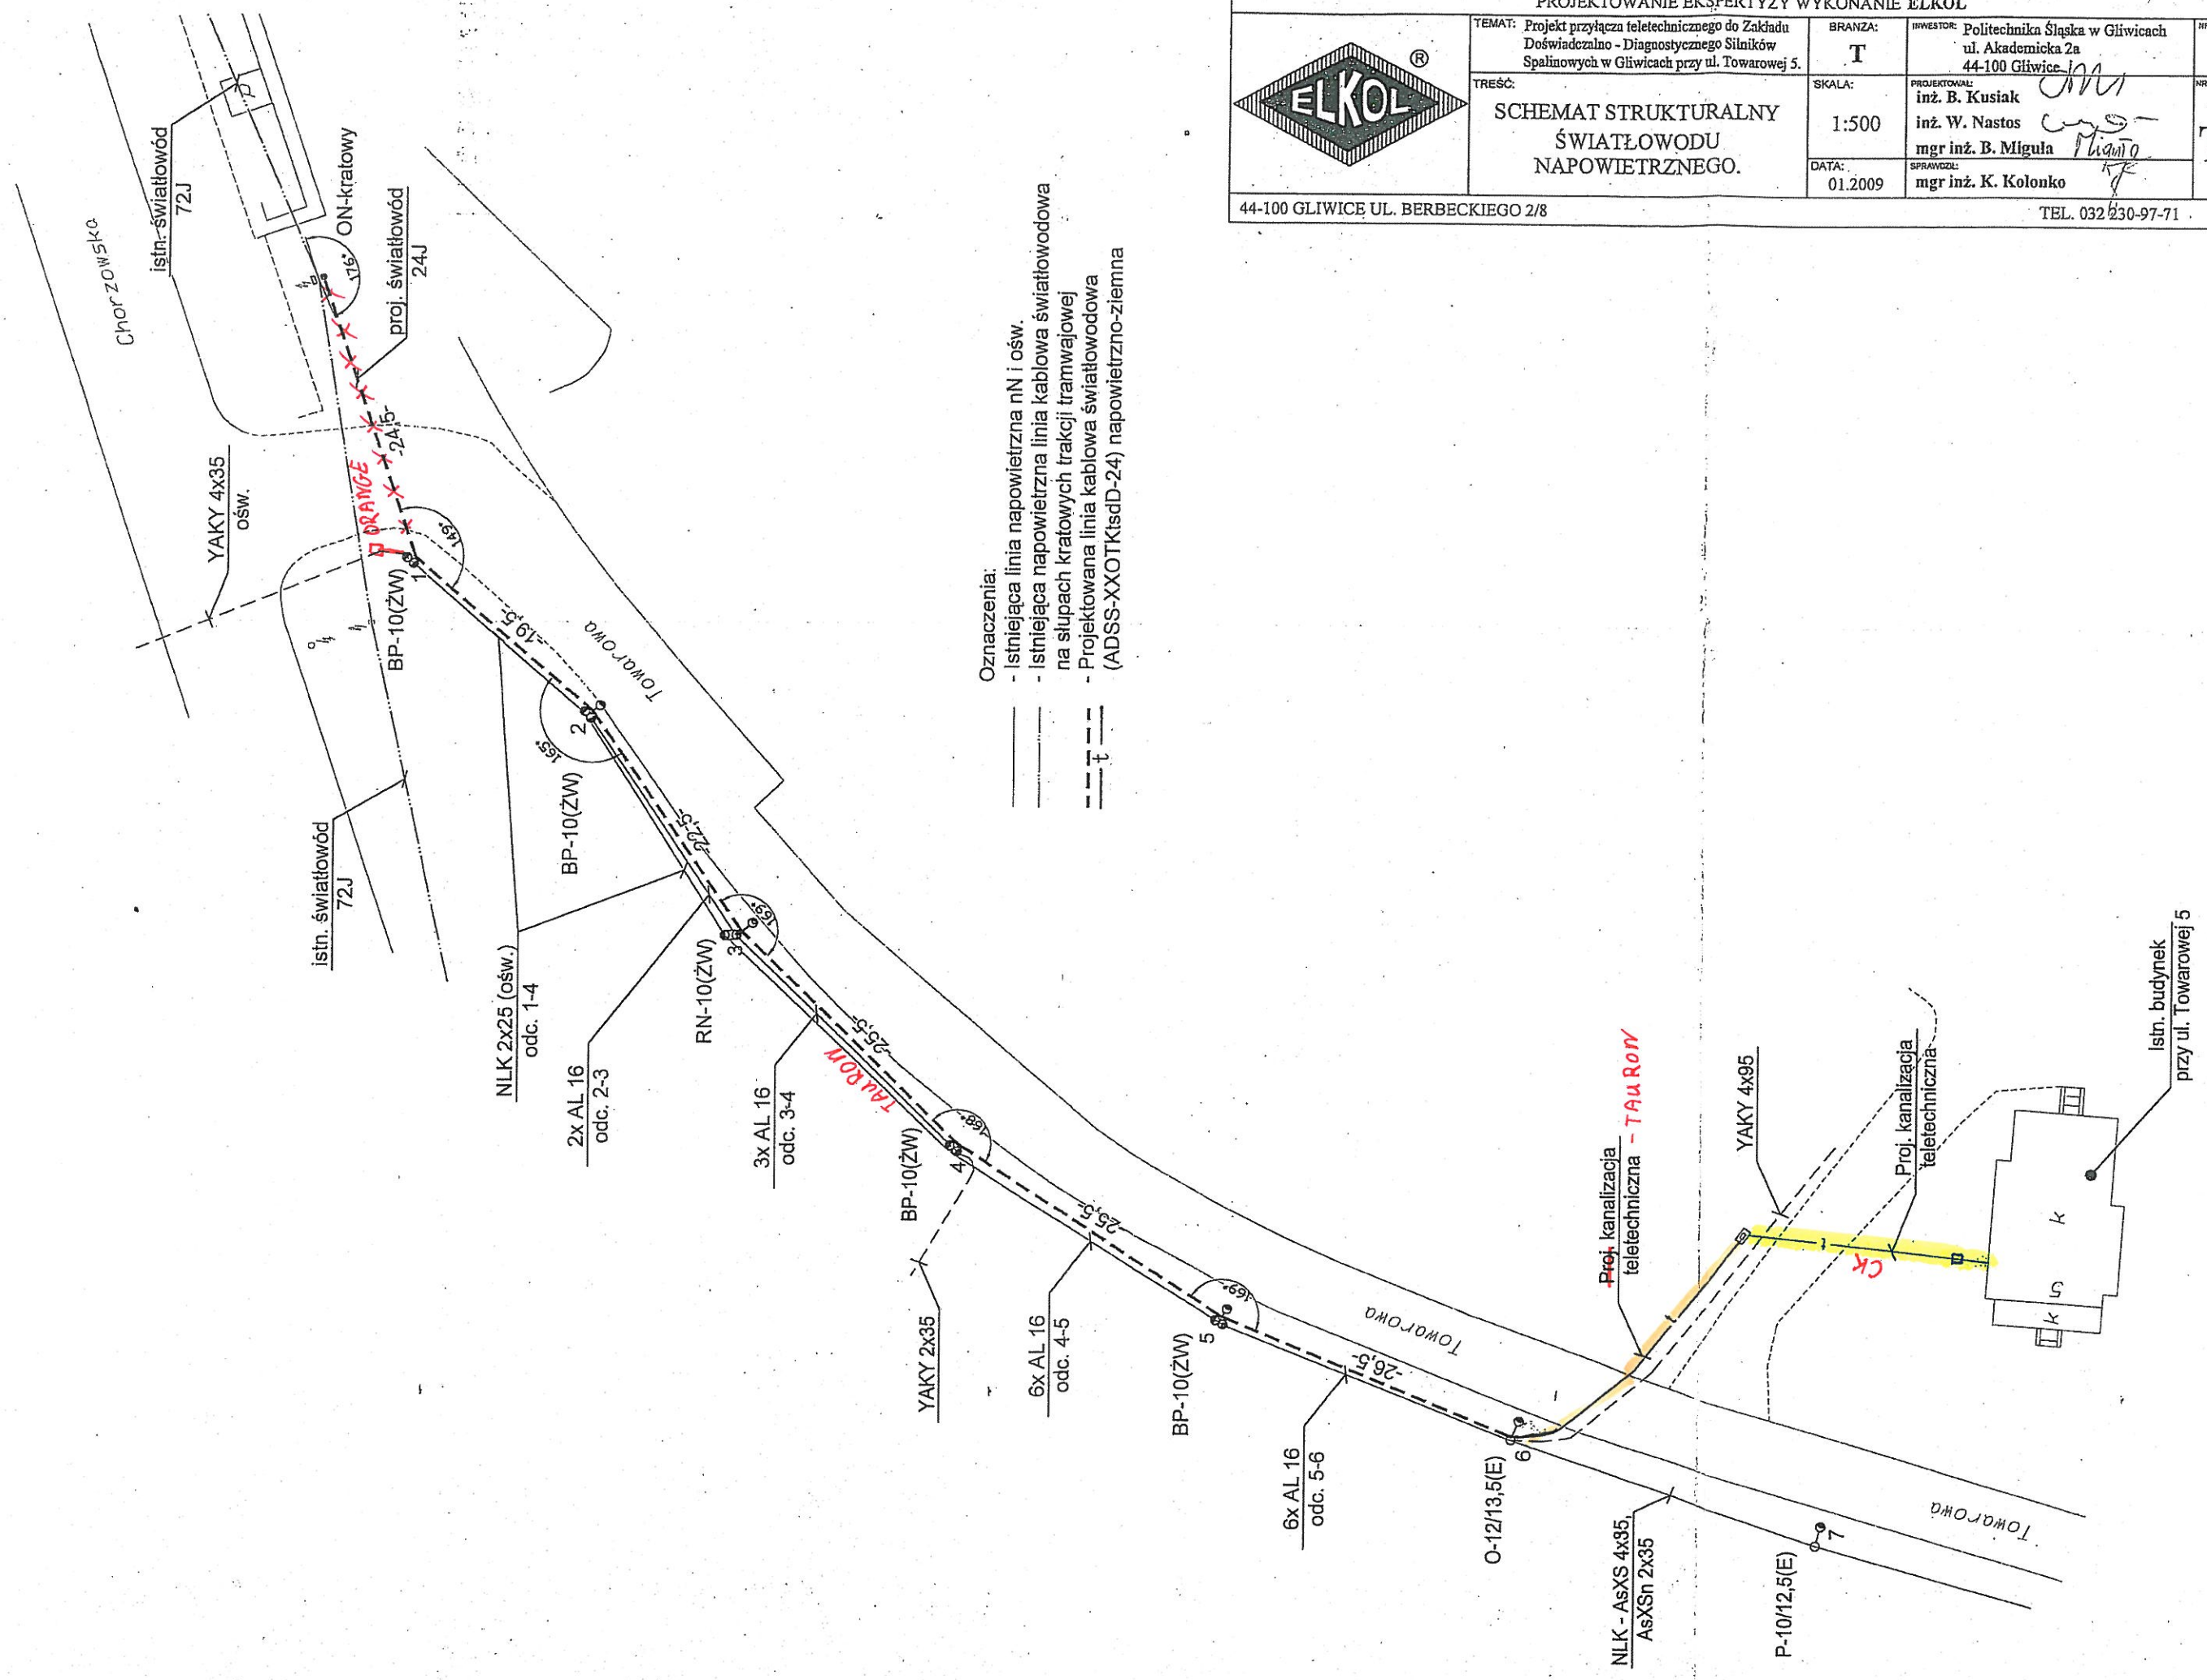 PROJEKTOWANIE EKSPERTYZY WYKONANIE ELKOL
ELKOL
®
TEMAT: Projekt przyłącza teletechnicznego do Zakładu
Doświadczalno - Diagnostycznego Silników
Spalinowych w Gliwicach przy ul. Towarowej 5.
BRANZA:
T
INWESTOR: Politechnika Śląska w Gliwicach
ul. Akademicka 2a
44-100 Gliwice
TREŚĆ:
SCHEMAT STRUKTURALNY
ŚWIATŁOWODU
NAPOWIETRZNEGO.
SKALA:
1:500
PROJEKTOWAŁ:
inż. B. Kusiak
inż. W. Nastos
mgr inż. B. Miguła
DATA:
01.2009
SPRAWDZIŁ:
mgr inż. K. Kolonko
44-100 GLIWICE UL. BERBECKIEGO 2/8
TEL. 032 230-97-71
Chorzowska
istn. światłowód
72J
ON-kratowy
176°
proj. światłowód
24J
-24,5-
ORANGE
YAKY 4x35
ośw.
BP-10(ŻW)
1
149°
-19,5-
Towarowa
istn. światłowód
72J
BP-10(ŻW)
2
165°
-22,5-
NLK 2x25 (ośw.)
odc. 1-4
2x AL 16
odc. 2-3
RN-10(ŻW)
3
169°
3x AL 16
odc. 3-4
-25,5-
TAURON
BP-10(ŻW)
4
168°
YAKY 2x35
-25,5-
6x AL 16
odc. 4-5
BP-10(ŻW)
5
169°
-26,5-
6x AL 16
odc. 5-6
O-12/13,5(E)
6
Towarowa
NLK - AsXS 4x35,
AsXSn 2x35
P-10/12,5(E)
7
Towarowa
Oznaczenia:
- Istniejąca linia napowietrzna nN i ośw.
- Istniejąca napowietrzna linia kablowa światłowodowa
na słupach kratowych trakcji tramwajowej
- Projektowana linia kablowa światłowodowa
t
(ADSS-XXOTKtsdD-24) napowietrzno-ziemna
Proj. kanalizacja
teletechniczna - TAURON
YAKY 4x95
t
CK
Proj. kanalizacja
teletechniczna
k
5
k
Istn. budynek
przy ul. Towarowej 5